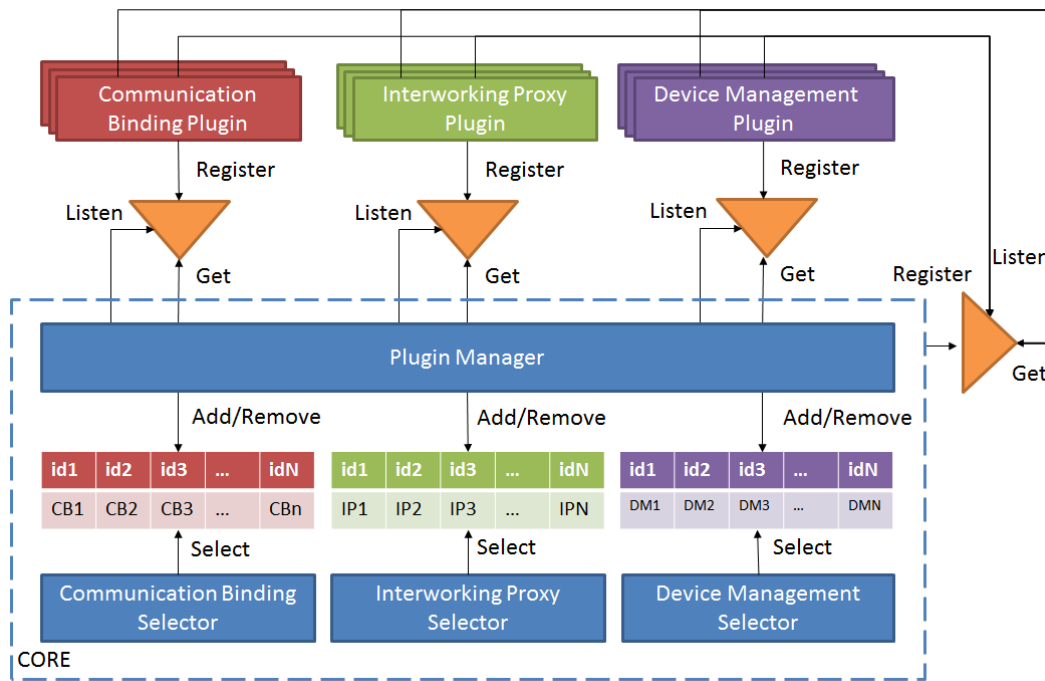 Communication
Binding Plugin
Interworking Proxy
Plugin
Device Management
Plugin
Register
Register
Register
Listen
Listen
Listen
Get
Get
Get
Register
Listen
Get
Plugin Manager
Add/Remove
Add/Remove
Add/Remove
id1 id2 id3 ... idN
CB1 CB2 CB3 ... CBn
id1 id2 id3 ... idN
IP1 IP2 IP3 ... IPN
id1 id2 id3 ... idN
DM1 DM2 DM3 ... DMN
Select
Select
Select
Communication Binding
Selector
Interworking Proxy
Selector
Device Management
Selector
CORE